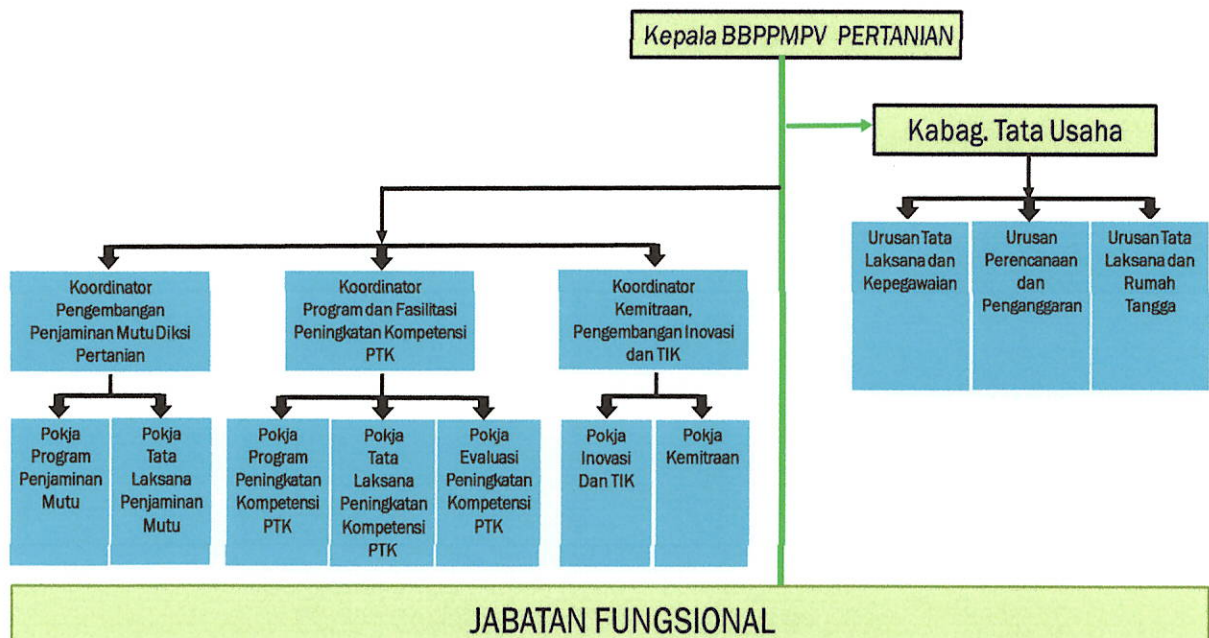 Kepala BBPPMPV PERTANIAN
Kabag. Tata Usaha
Urusan Tata
Laksana dan
Kepegawaian
Urusan
Perencanaan
dan
Penganggaran
Urusan Tata
Laksana dan
Rumah
Tangga
Koordinator
Pengembangan
Penjaminan Mutu Diksi
Pertanian
Koordinator
Program dan Fasilitasi
Peningkatan Kompetensi
PTK
Koordinator
Kemitraan,
Pengembangan Inovasi
dan TIK
Pokja
Program
Penjaminan
Mutu
Pokja
Tata
Laksana
Penjaminan
Mutu
Pokja
Program
Peningkatan
Kompetensi
PTK
Pokja
Tata
Laksana
Peningkatan
Kompetensi
PTK
Pokja
Evaluasi
Peningkatan
Kompetensi
PTK
Pokja
Inovasi
Dan TIK
Pokja
Kemitraan
JABATAN FUNGSIONAL